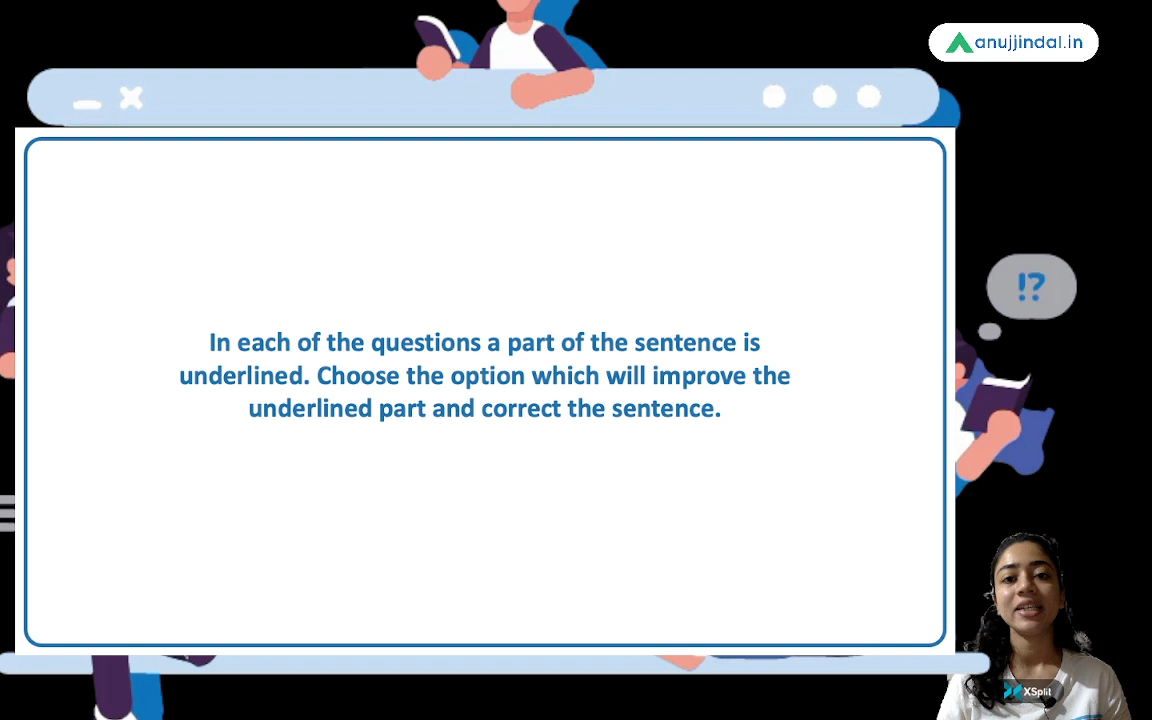 anujjindal.in
!?
In each of the questions a part of the sentence is
underlined. Choose the option which will improve the
underlined part and correct the sentence.
XSplit